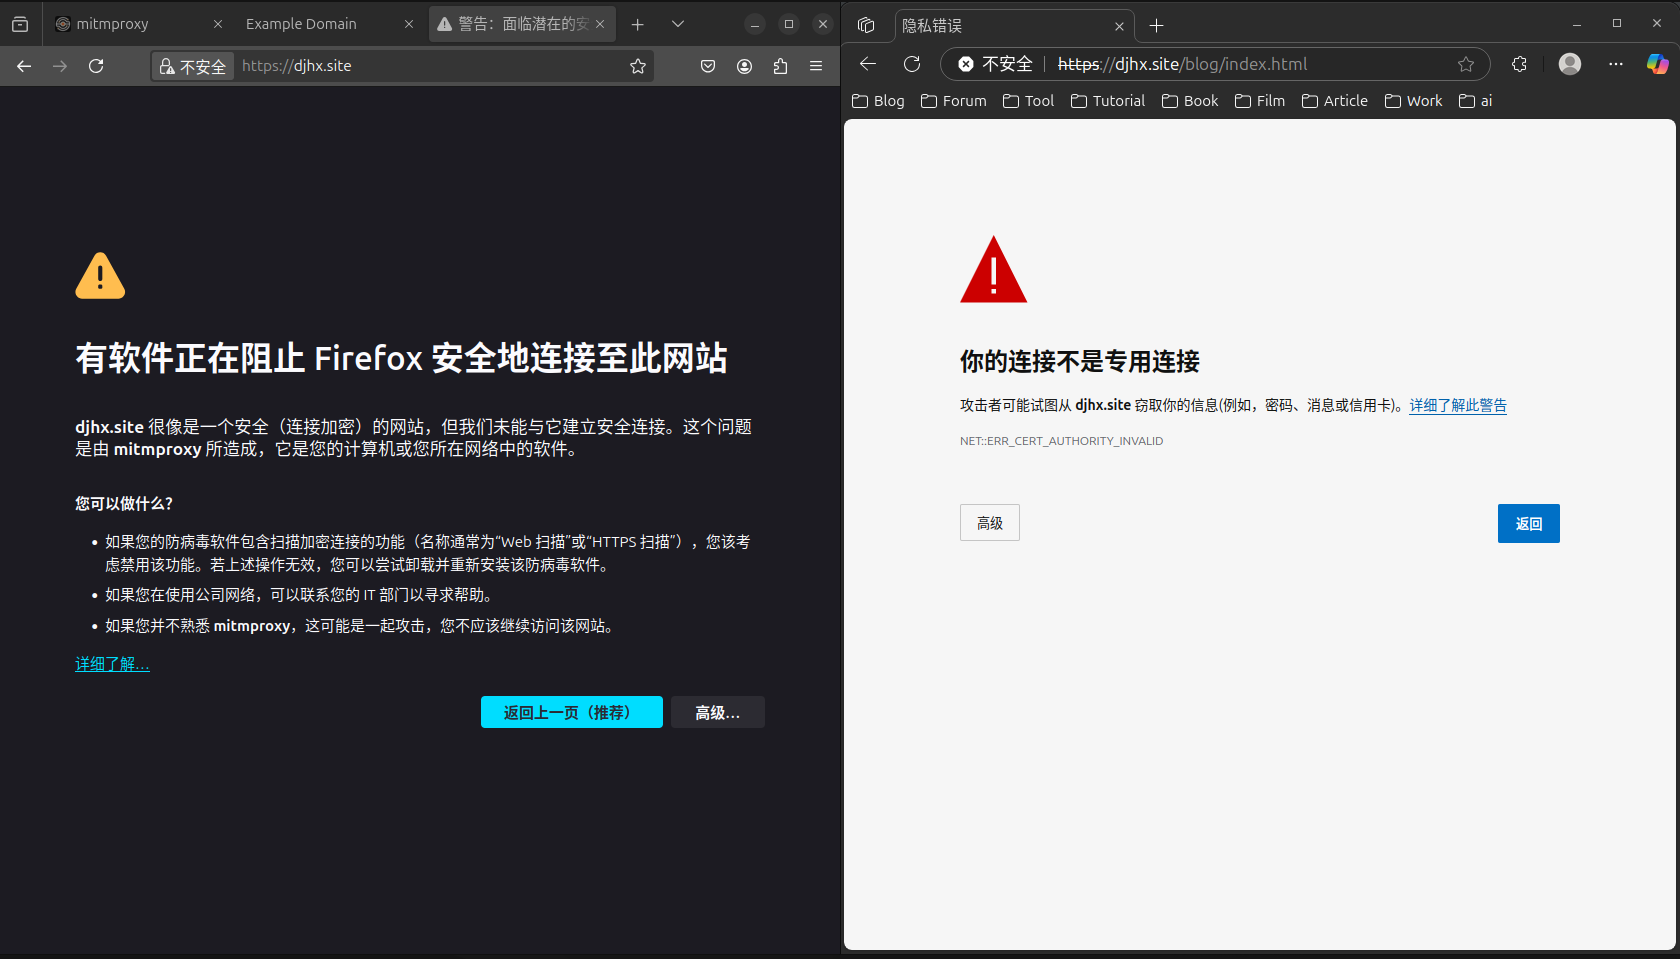 mitmproxy
Example Domain
警告：面临潜在的安
不安全
https://djhx.site
有软件正在阻止 Firefox 安全地连接至此网站
djhx.site 很像是一个安全（连接加密）的网站，但我们未能与它建立安全连接。这个问题
是由 mitmproxy 所造成，它是您的计算机或您所在网络中的软件。
您可以做什么？
如果您的防病毒软件包含扫描加密连接的功能（名称通常为“Web 扫描”或“HTTPS 扫描”），您该考
虑禁用该功能。若上述操作无效，您可以尝试卸载并重新安装该防病毒软件。
如果您在使用公司网络，可以联系您的 IT 部门以寻求帮助。
如果您并不熟悉 mitmproxy，这可能是一起攻击，您不应该继续访问该网站。
详细了解…
返回上一页（推荐）
高级…
隐私错误
不安全
https://djhx.site/blog/index.html
Blog
Forum
Tool
Tutorial
Book
Film
Article
Work
ai
你的连接不是专用连接
攻击者可能试图从 djhx.site 窃取你的信息(例如，密码、消息或信用卡)。详细了解此警告
NET::ERR_CERT_AUTHORITY_INVALID
高级
返回